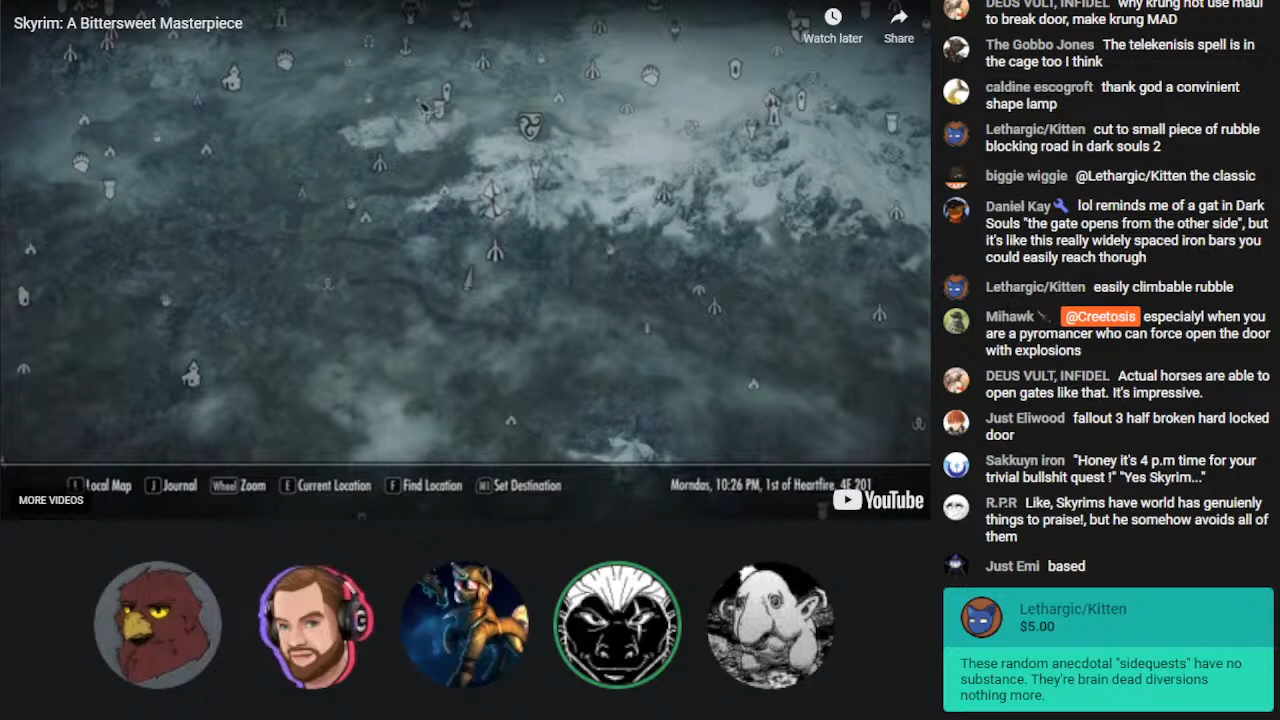 Skyrim: A Bittersweet Masterpiece
Watch later
Share
Local Map
Journal
Wheel Zoom
E Current Location
F Find Location
M1 Set Destination
Morndas, 10:26 PM, 1st of Heartfire, 4E 201
MORE VIDEOS
YouTube
DEUS VULT, INFIDEL why krung not use maul
to break door, make krung MAD
The Gobbo Jones The telekenisis spell is in
the cage too I think
caldine escogroft thank god a convinient
shape lamp
Lethargic/Kitten cut to small piece of rubble
blocking road in dark souls 2
biggie wiggie @Lethargic/Kitten the classic
Daniel Kay lol reminds me of a gat in Dark
Souls "the gate opens from the other side", but
it's like this really widely spaced iron bars you
could easily reach thorugh
Lethargic/Kitten easily climbable rubble
Mihawk @Creetosis especialyl when you
are a pyromancer who can force open the door
with explosions
DEUS VULT, INFIDEL Actual horses are able to
open gates like that. It's impressive.
Just Eliwood fallout 3 half broken hard locked
door
Sakkuyn iron "Honey it's 4 p.m time for your
trivial bullshit quest !" "Yes Skyrim..."
R.P.R Like, Skyrims have world has genuienly
things to praise!, but he somehow avoids all of
them
Just Emi based
Lethargic/Kitten
$5.00
These random anecdotal "sidequests" have no
substance. They're brain dead diversions
nothing more.